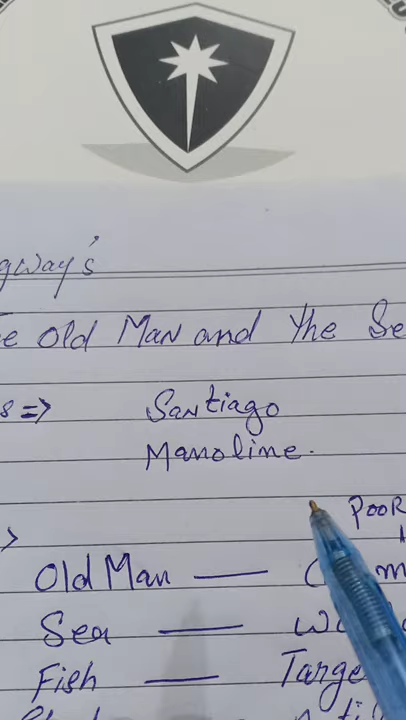 gway's
e Old Man and The Se
s => Santiago
Manoline.
PooR
>
Old Man —
Sea —
Fish — Targe